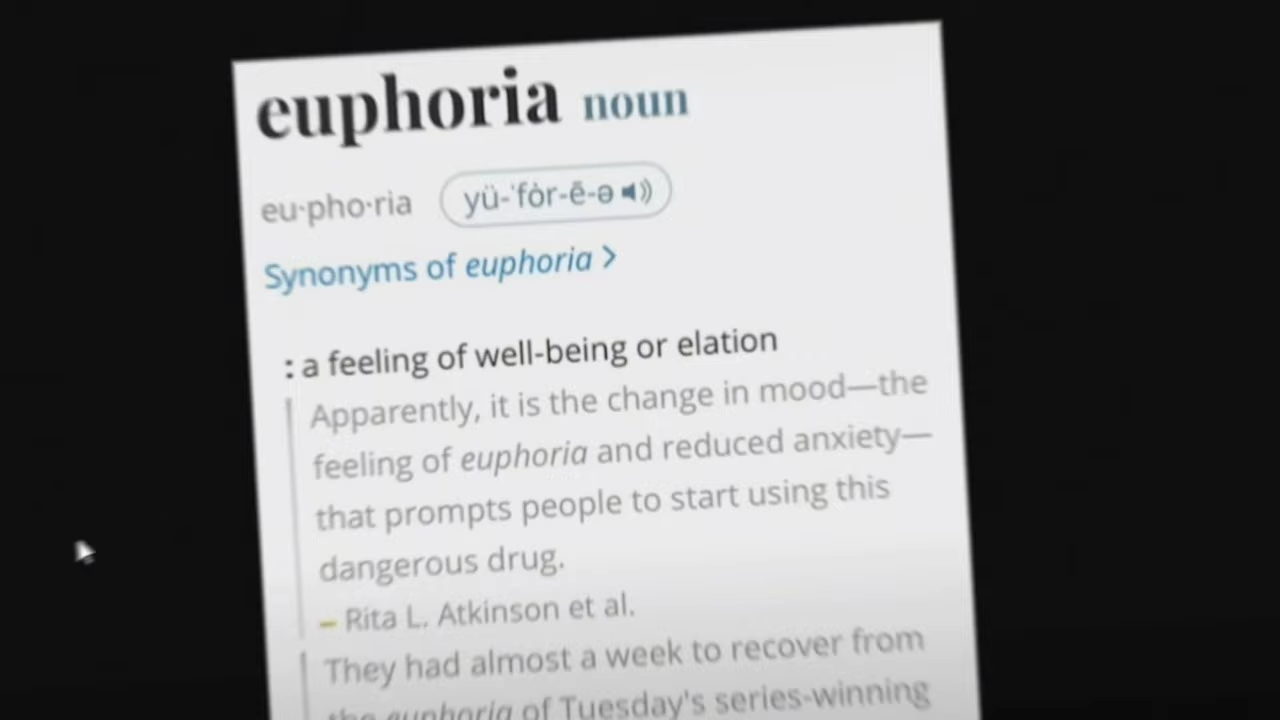 euphoria noun
eu·pho·ria yü-ˈfȯr-ē-ə
Synonyms of euphoria >
: a feeling of well-being or elation
Apparently, it is the change in mood—the
feeling of euphoria and reduced anxiety—
that prompts people to start using this
dangerous drug.
– Rita L. Atkinson et al.
They had almost a week to recover from
the euphoria of Tuesday's series-winning